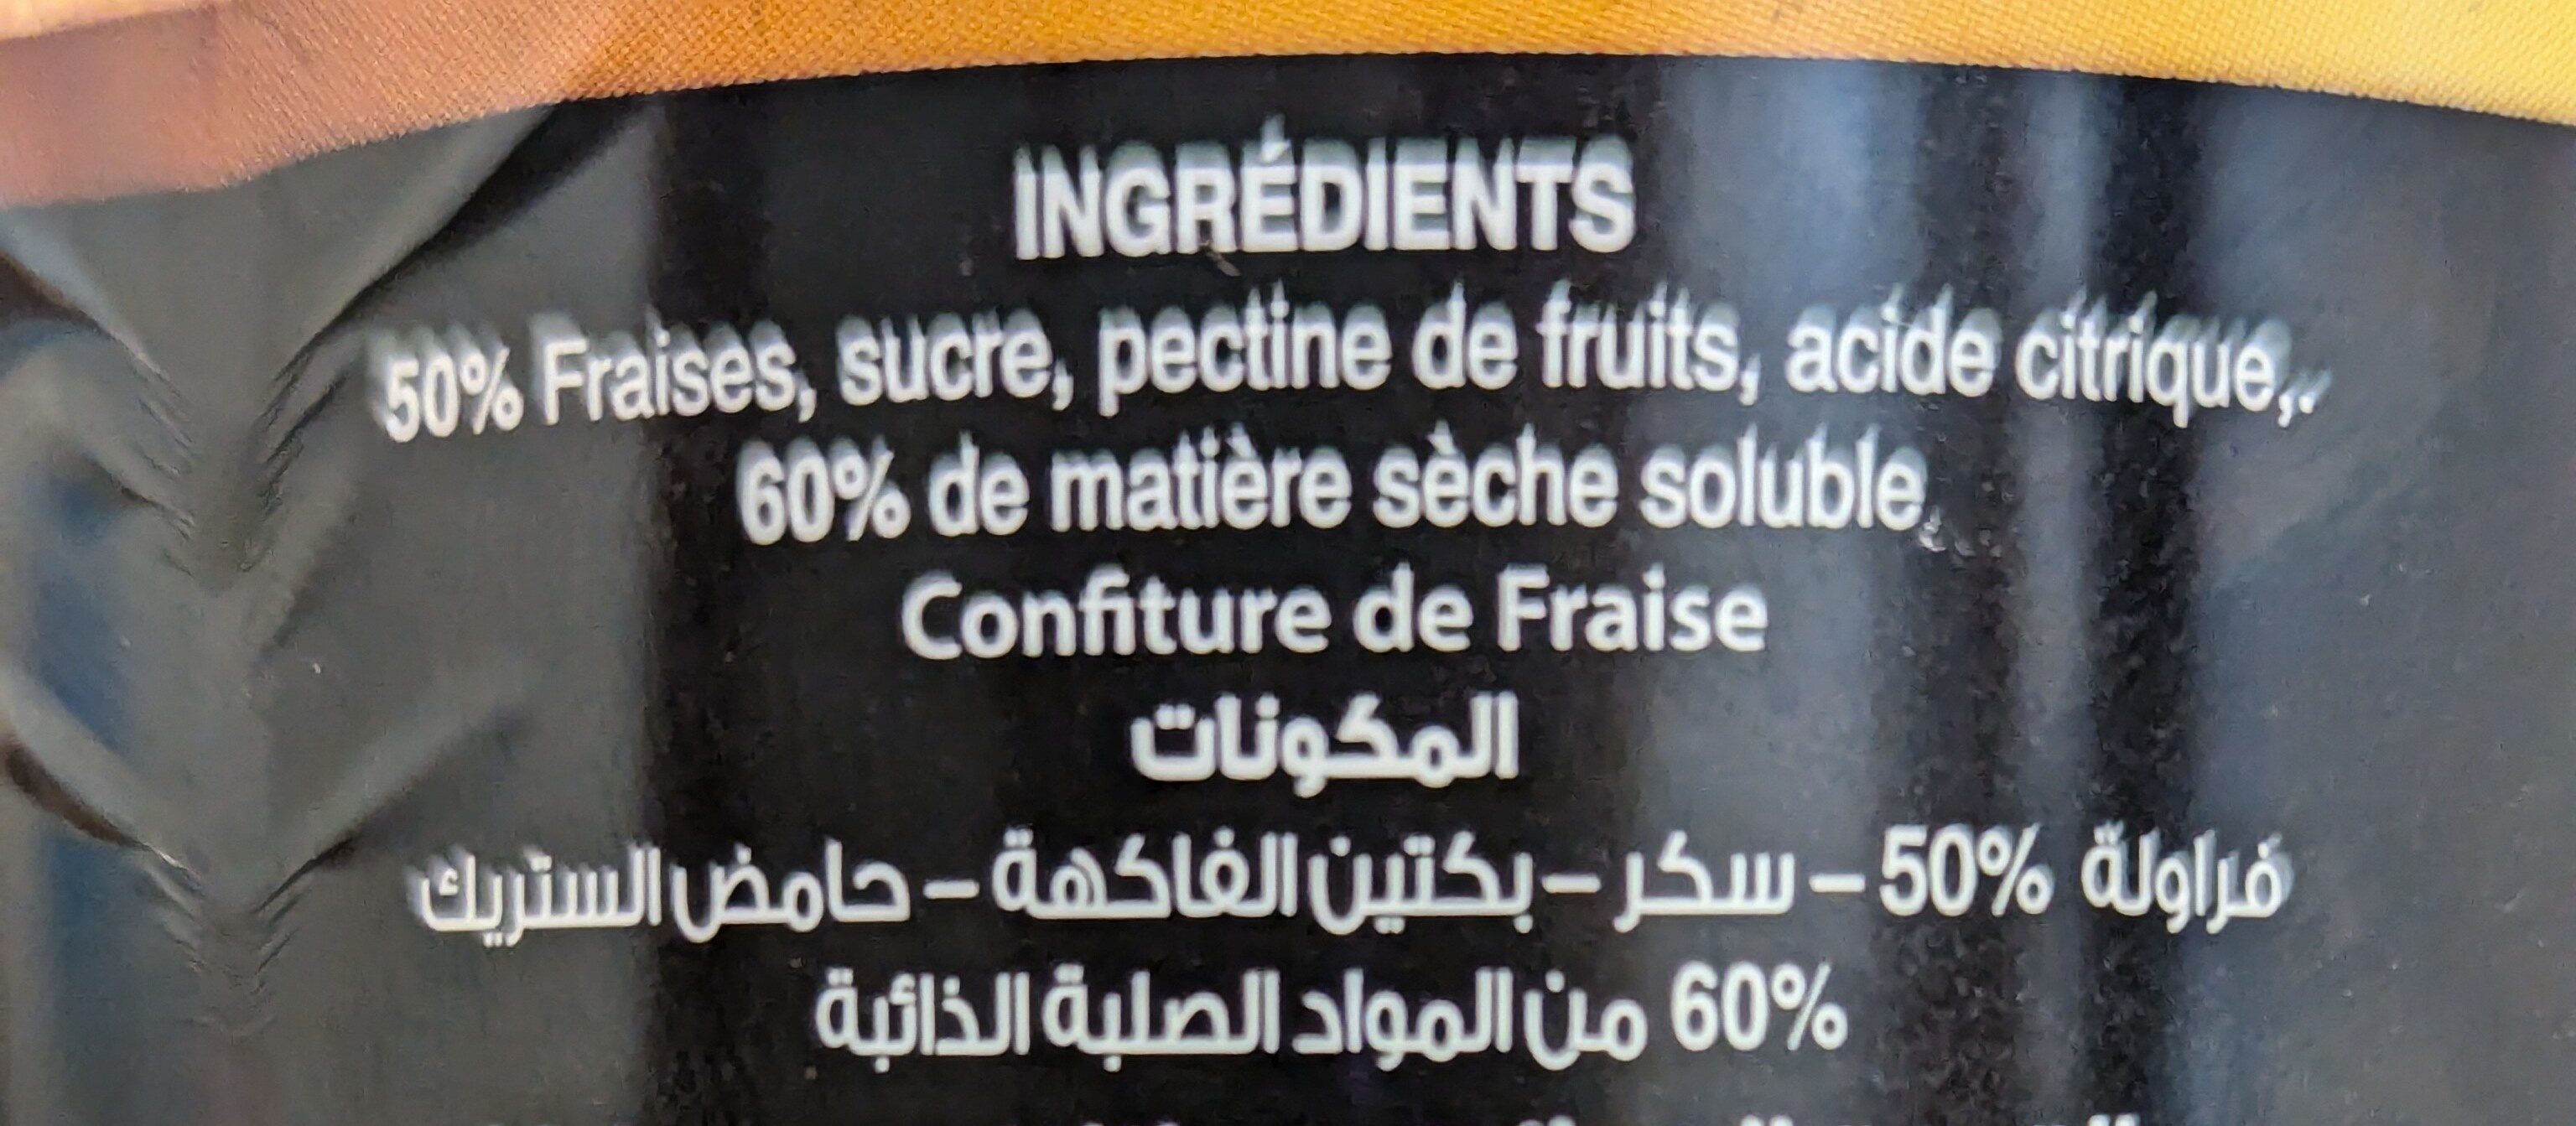 INGRÉDIENTS
50% Fraises, sucre, pectine de fruits, acide citrique,.
60% de matière sèche soluble,
Confiture de Fraise
المكونات
فراولة 50% – سكر – بكتين الفاكهة – حامض الستريك
60% من المواد الصلبة الذائبة